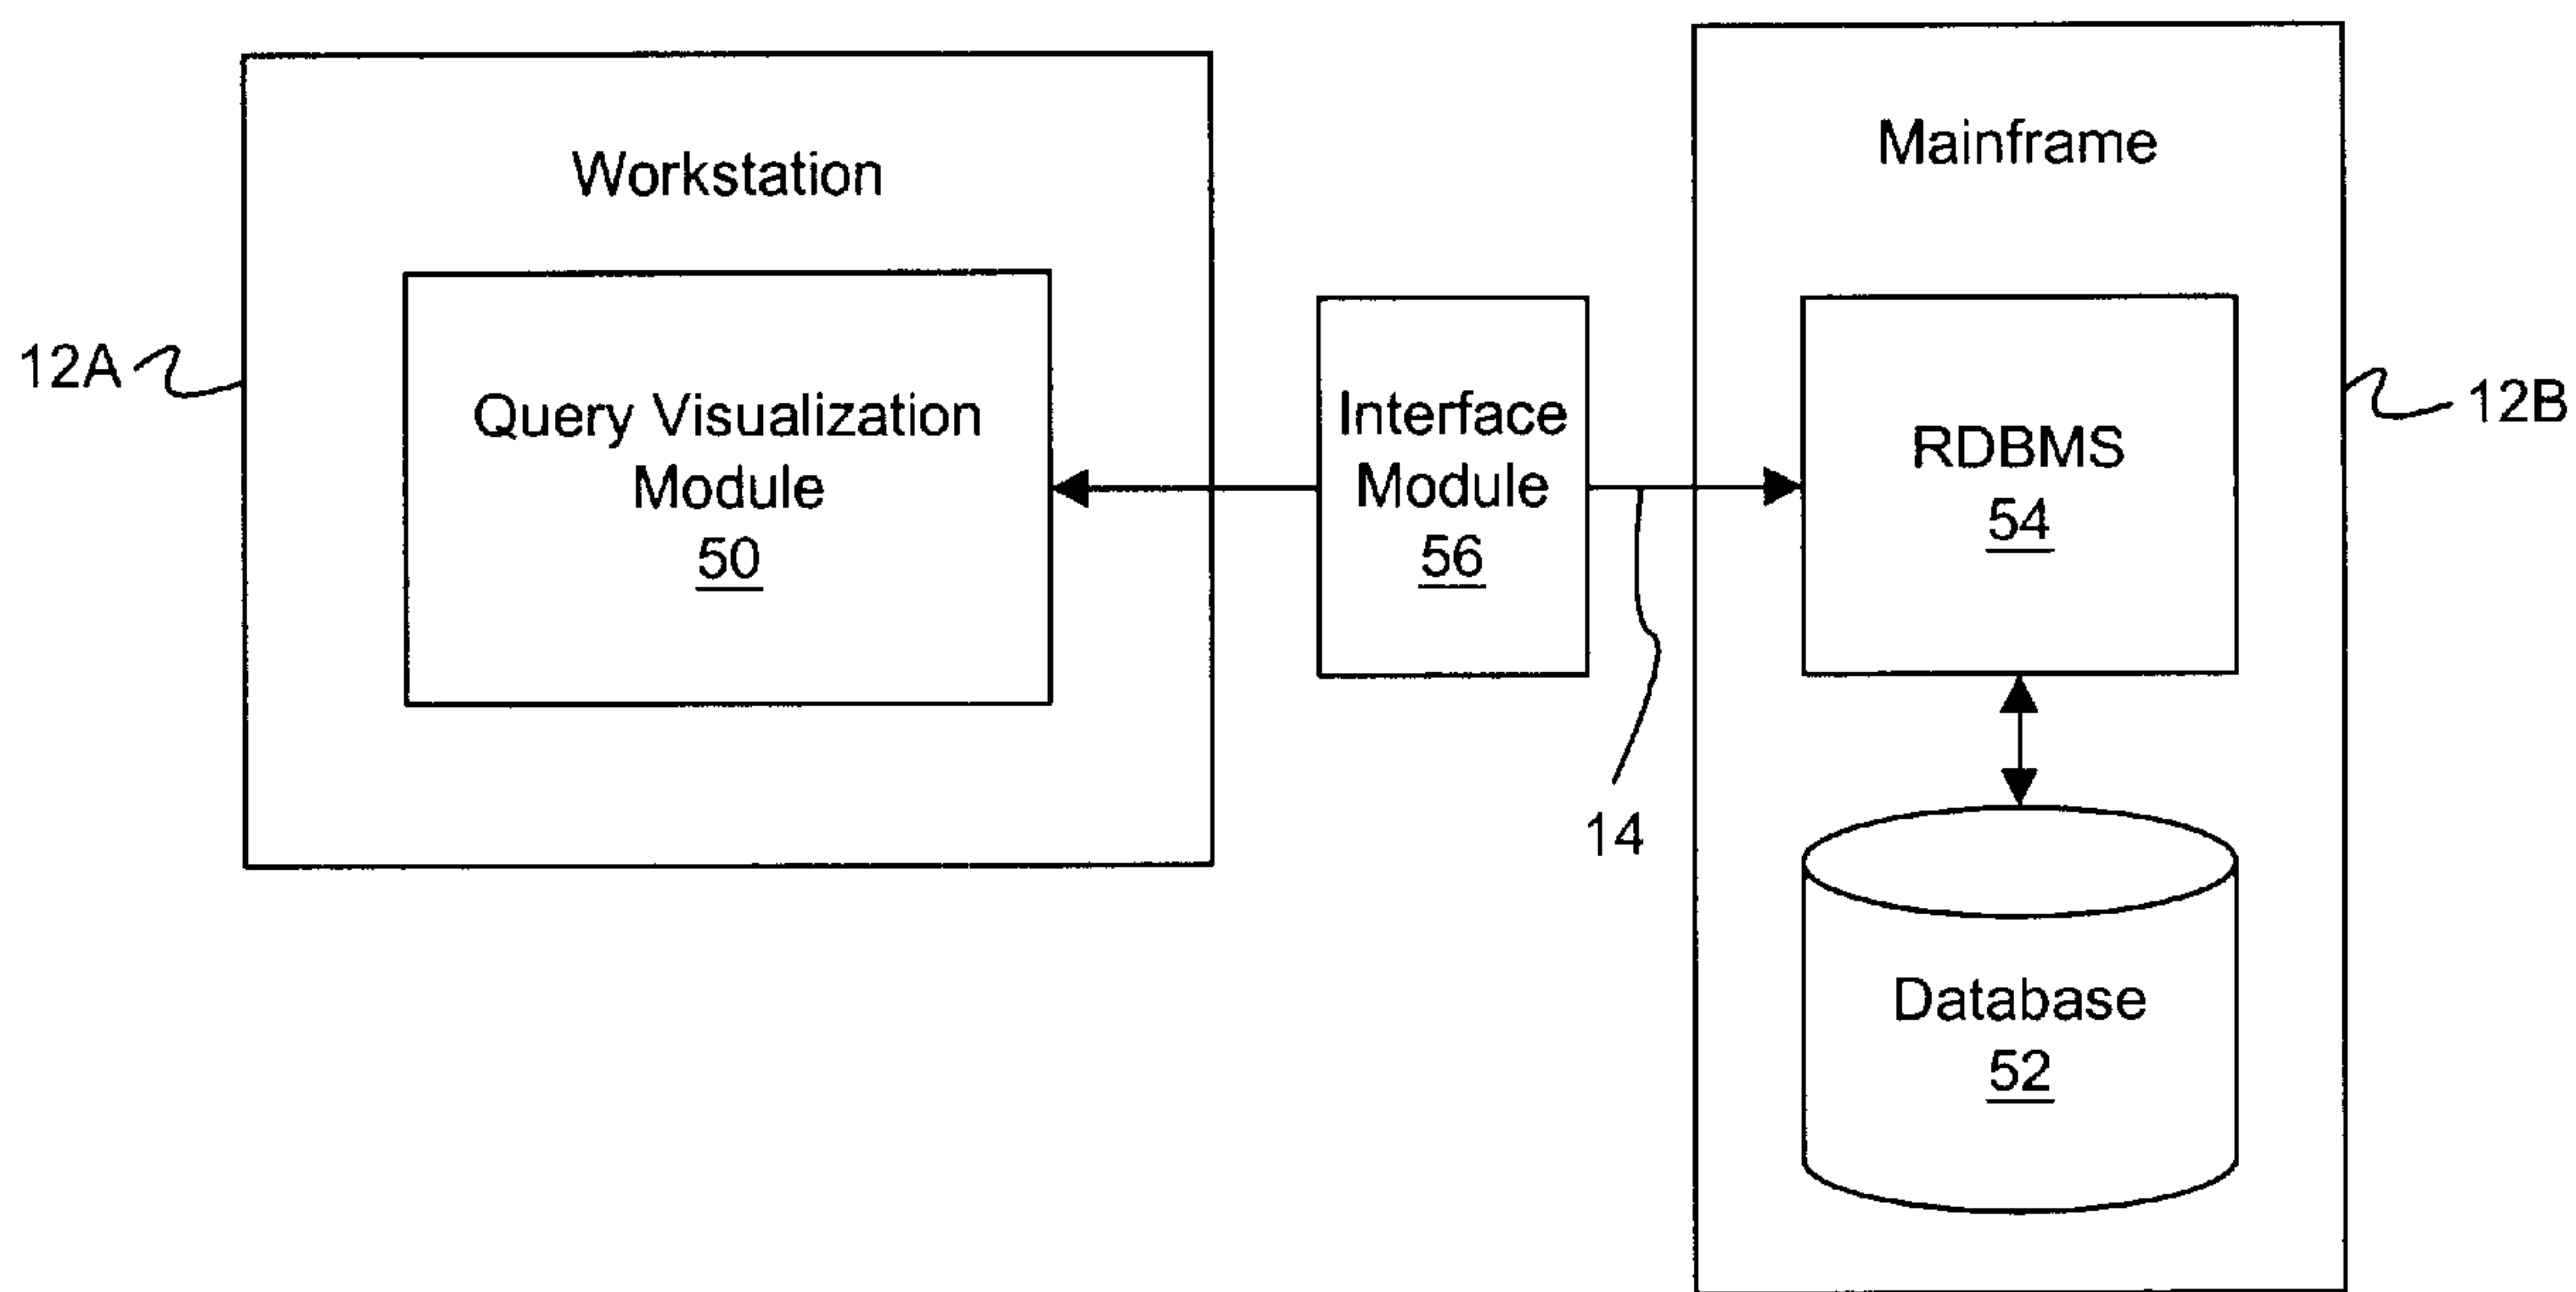 Workstation
Mainframe
12A
Query Visualization
Module
50
Interface
Module
56
RDBMS
54
12B
14
Database
52